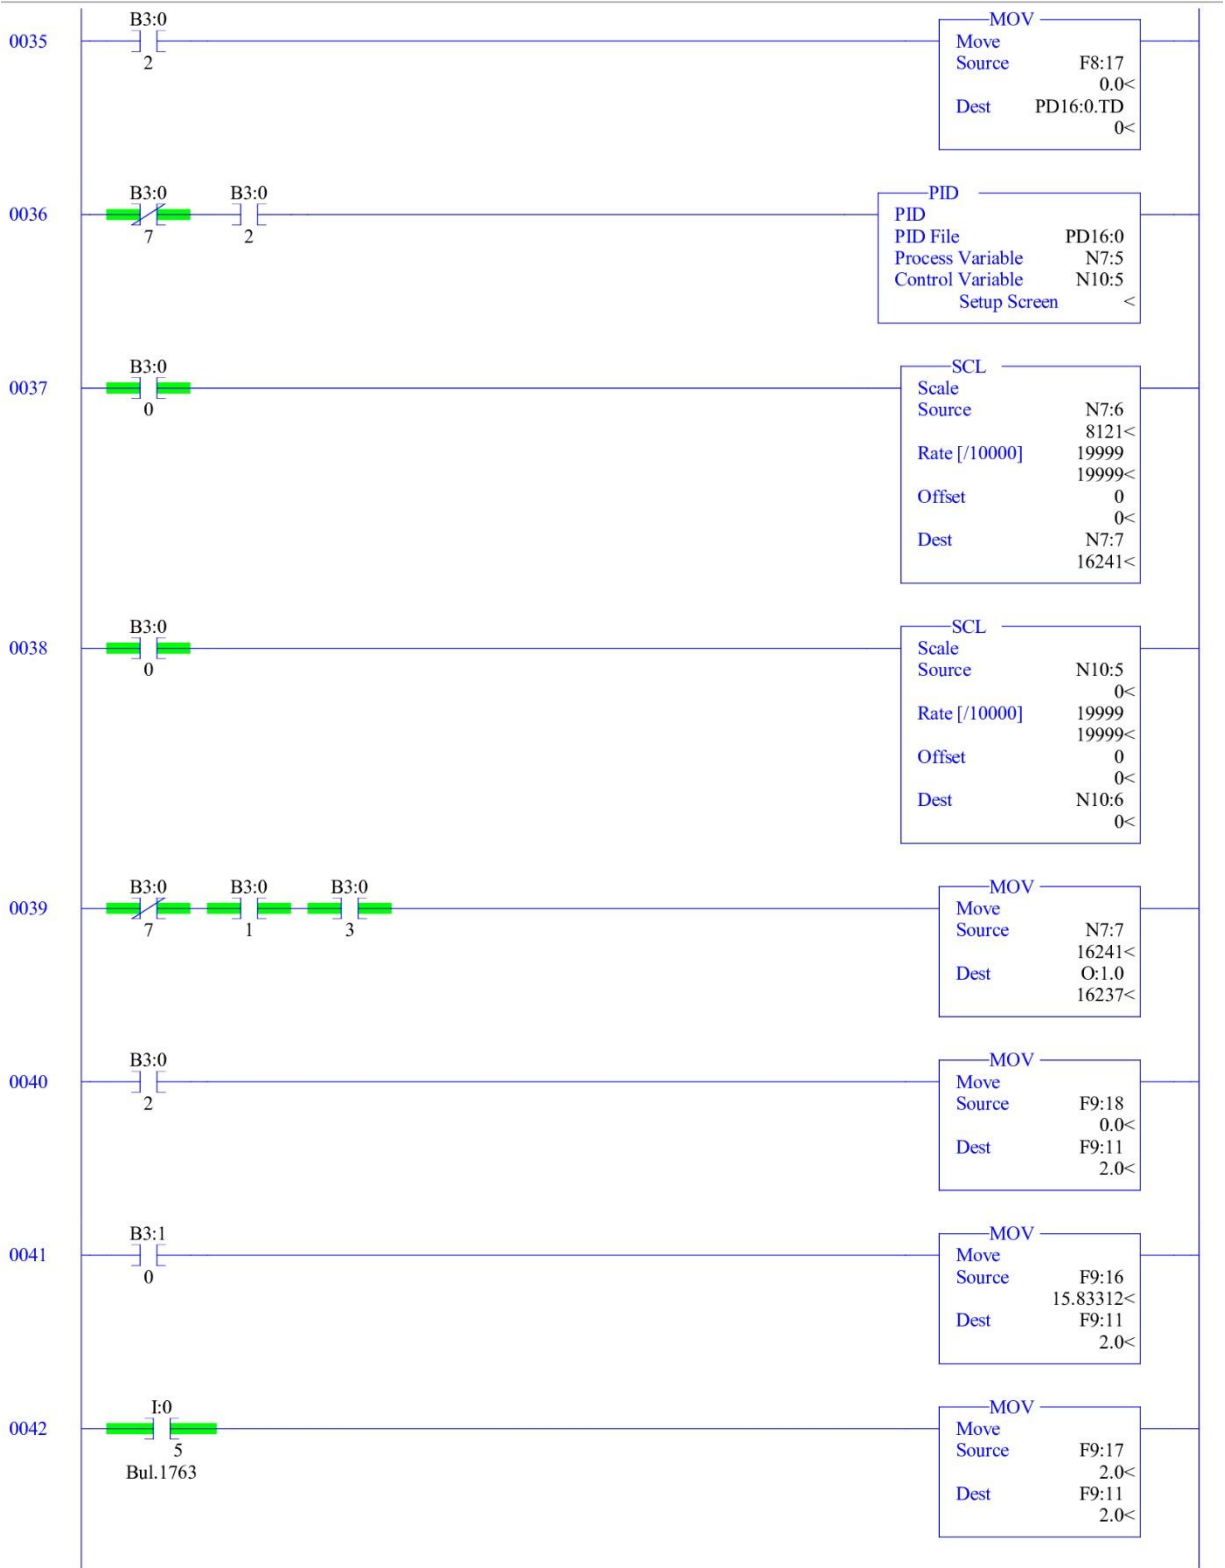 B3:0
MOV
0035
Move
2
Source F8:17
0.0<
Dest PD16:0.TD
0<
B3:0 B3:0
PID
0036
PID
7 2
PID File PD16:0
Process Variable N7:5
Control Variable N10:5
Setup Screen <
B3:0
SCL
0037
Scale
0
Source N7:6
8121<
Rate [/10000] 19999
19999<
Offset 0
0<
Dest N7:7
16241<
B3:0
SCL
0038
Scale
0
Source N10:5
0<
Rate [/10000] 19999
19999<
Offset 0
0<
Dest N10:6
0<
B3:0 B3:0 B3:0
MOV
0039
Move
7 1 3
Source N7:7
16241<
Dest O:1.0
16237<
B3:0
MOV
0040
Move
2
Source F9:18
0.0<
Dest F9:11
2.0<
B3:1
MOV
0041
Move
0
Source F9:16
15.83312<
Dest F9:11
2.0<
I:0
MOV
0042
Move
5
Source F9:17
Bul.1763
2.0<
Dest F9:11
2.0<